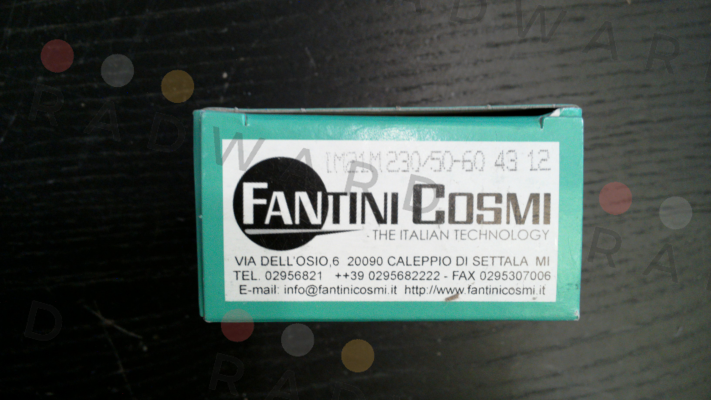 IM21M 230/50-60 43 12
FANTINI COSMI
THE ITALIAN TECHNOLOGY
VIA DELL'OSIO,6 20090 CALEPPIO DI SETTALA MI
TEL. 02956821 ++39 0295682222 - FAX 0295307006
E-mail: info@fantinicosmi.it http://www.fantinicosmi.it